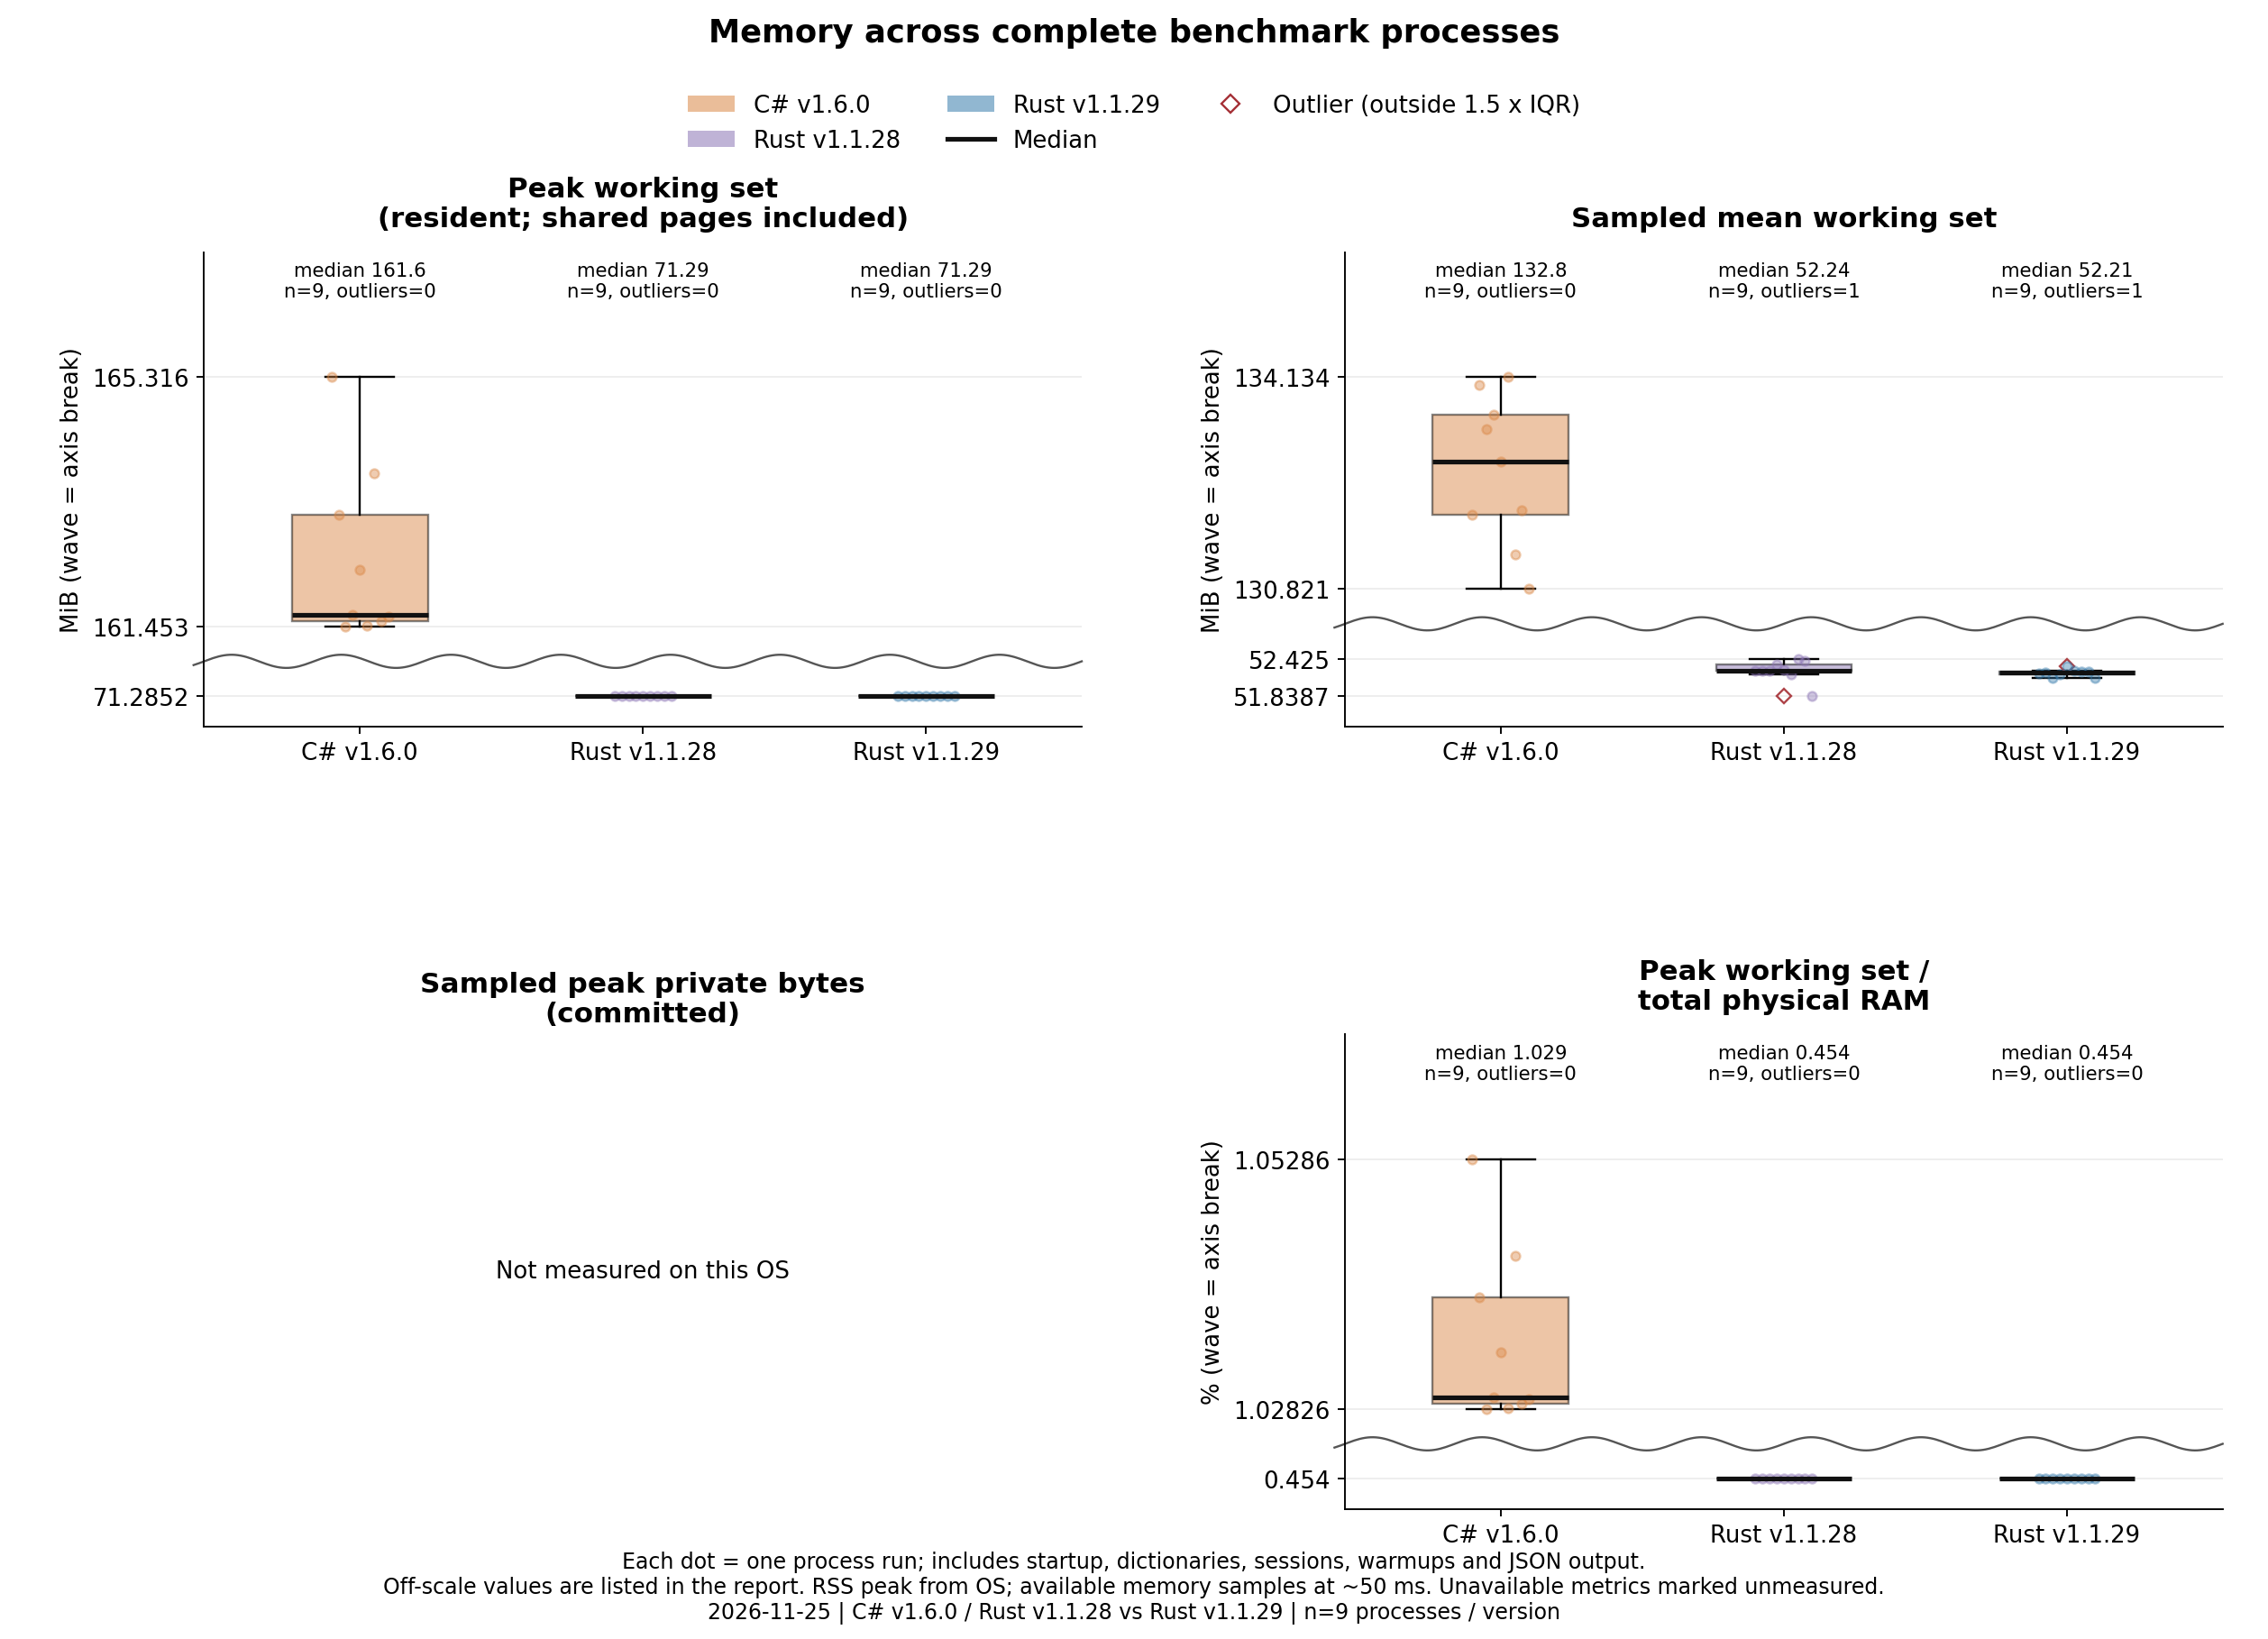 Memory across complete benchmark processes
C# v1.6.0
Rust v1.1.28
Rust v1.1.29
Median
Outlier (outside 1.5 x IQR)
Peak working set
(resident; shared pages included)
median 161.6
n=9, outliers=0
median 71.29
n=9, outliers=0
median 71.29
n=9, outliers=0
MiB (wave = axis break)
165.316
161.453
71.2852
C# v1.6.0
Rust v1.1.28
Rust v1.1.29
Sampled mean working set
median 132.8
n=9, outliers=0
median 52.24
n=9, outliers=1
median 52.21
n=9, outliers=1
MiB (wave = axis break)
134.134
130.821
52.425
51.8387
C# v1.6.0
Rust v1.1.28
Rust v1.1.29
Sampled peak private bytes
(committed)
Not measured on this OS
Peak working set /
total physical RAM
median 1.029
n=9, outliers=0
median 0.454
n=9, outliers=0
median 0.454
n=9, outliers=0
% (wave = axis break)
1.05286
1.02826
0.454
C# v1.6.0
Rust v1.1.28
Rust v1.1.29
Each dot = one process run; includes startup, dictionaries, sessions, warmups and JSON output.
Off-scale values are listed in the report. RSS peak from OS; available memory samples at ~50 ms. Unavailable metrics marked unmeasured.
2026-11-25 | C# v1.6.0 / Rust v1.1.28 vs Rust v1.1.29 | n=9 processes / version